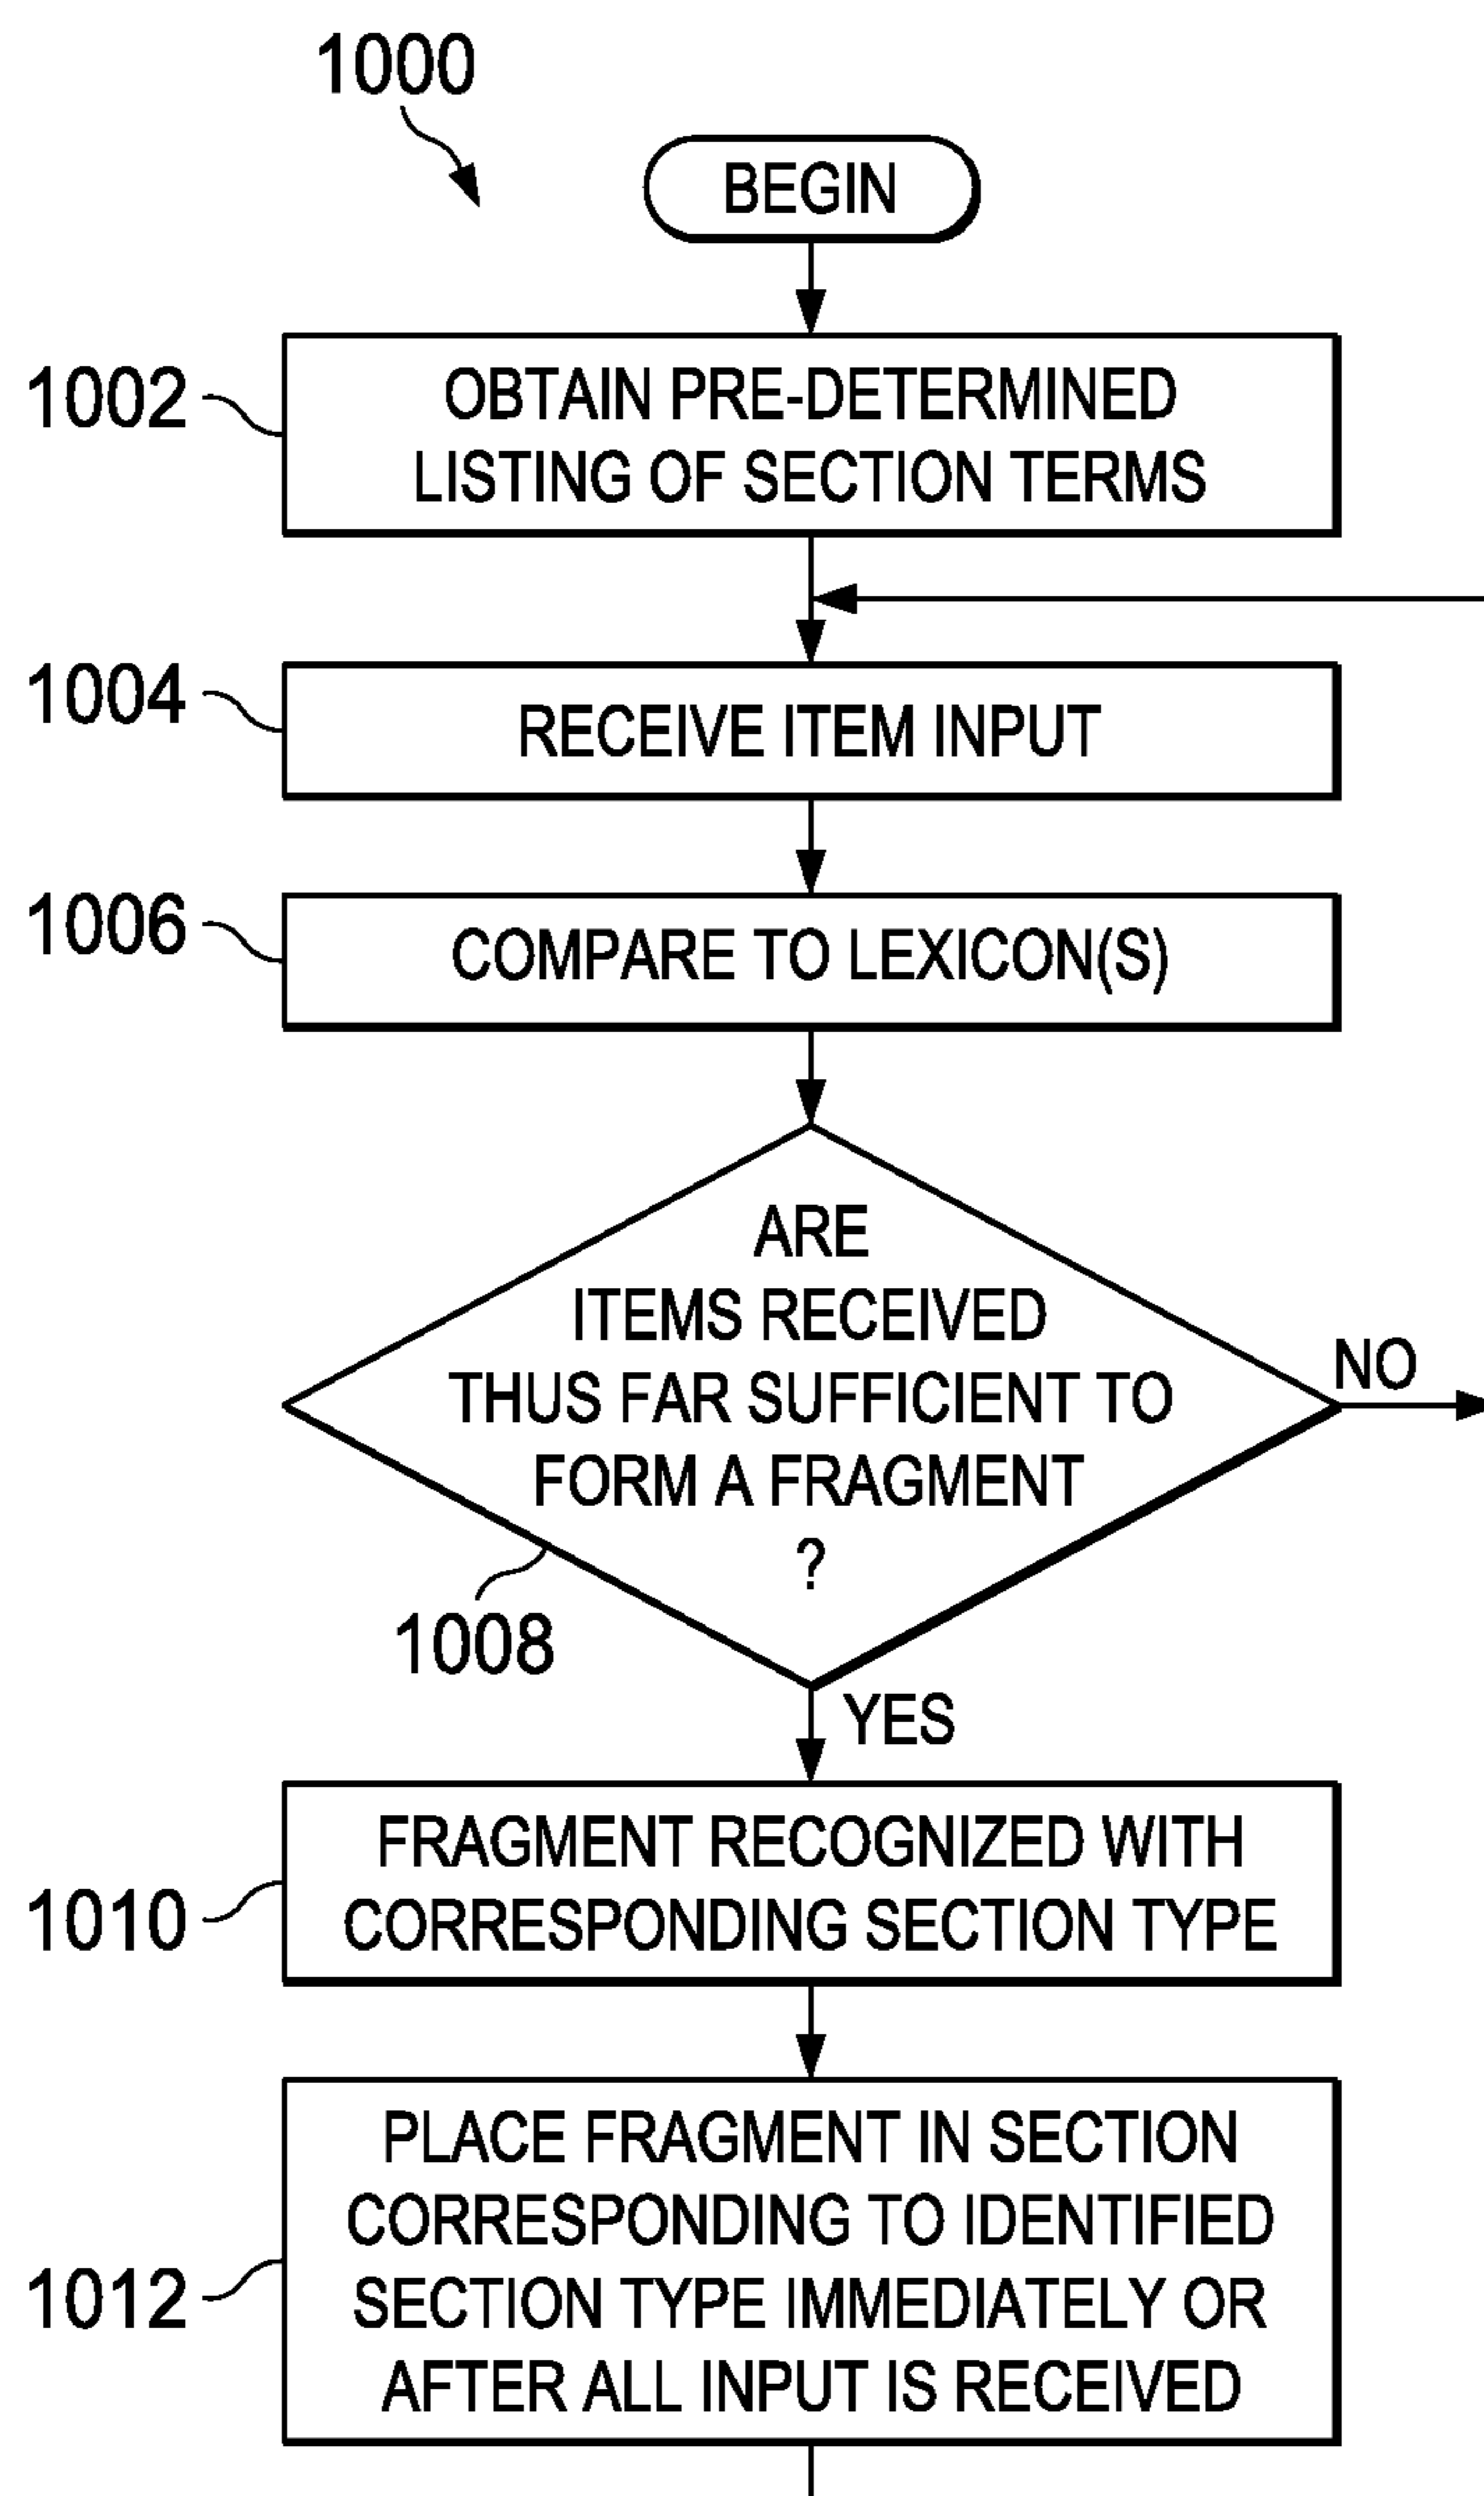 1000
BEGIN
1002
OBTAIN PRE-DETERMINED
LISTING OF SECTION TERMS
1004
RECEIVE ITEM INPUT
1006
COMPARE TO LEXICON(S)
ARE
ITEMS RECEIVED
THUS FAR SUFFICIENT TO
FORM A FRAGMENT
?
NO
1008
YES
1010
FRAGMENT RECOGNIZED WITH
CORRESPONDING SECTION TYPE
1012
PLACE FRAGMENT IN SECTION
CORRESPONDING TO IDENTIFIED
SECTION TYPE IMMEDIATELY OR
AFTER ALL INPUT IS RECEIVED